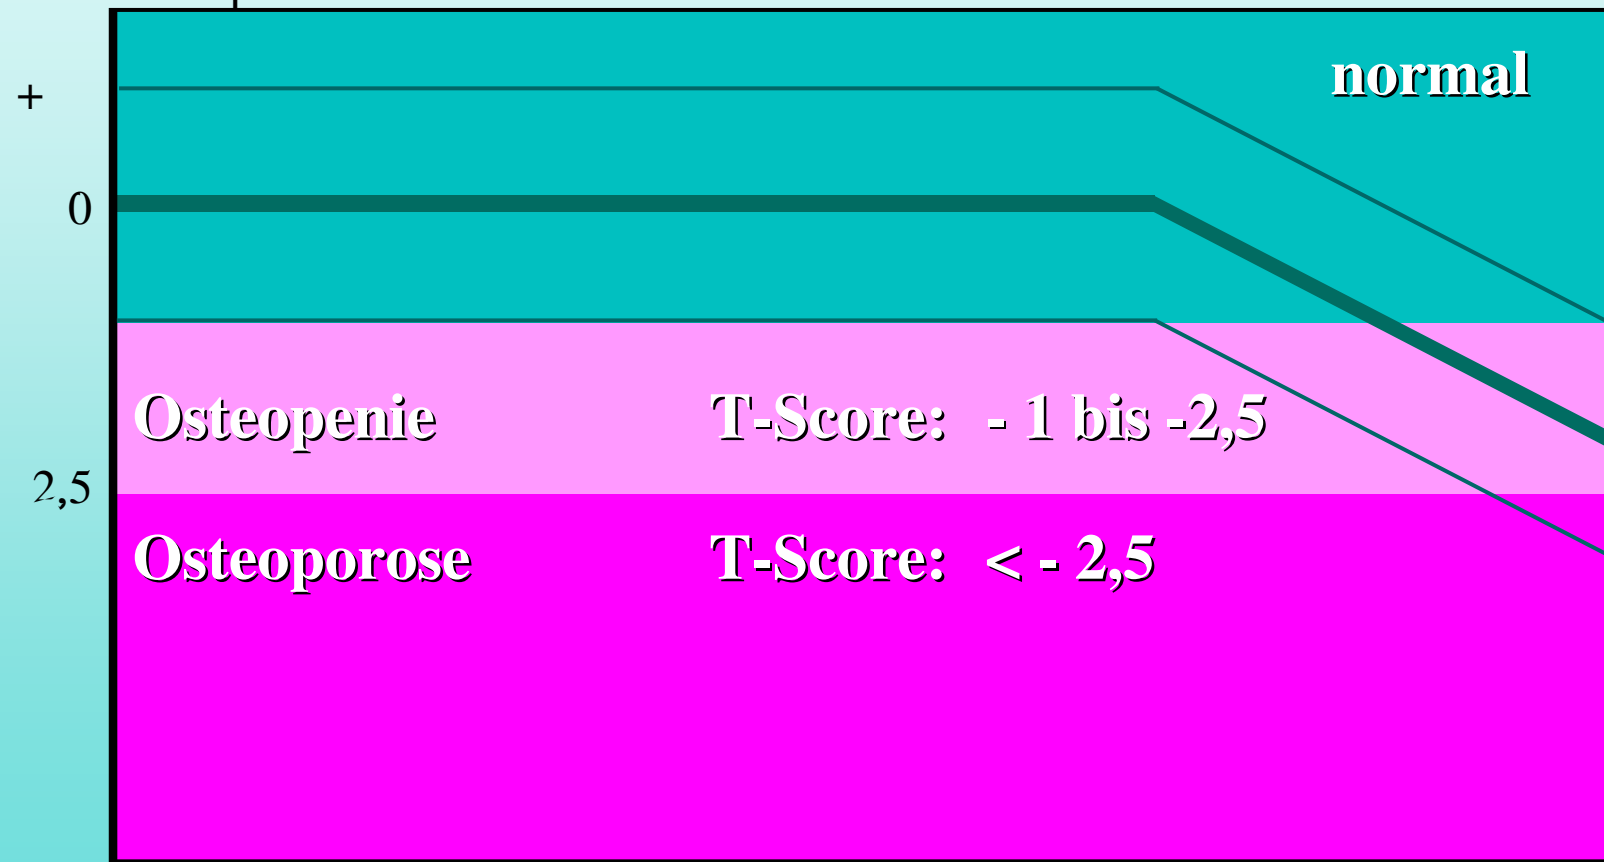 normal
+
0
Osteopenie T-Score: - 1 bis -2,5
2,5
Osteoporose T-Score: < - 2,5